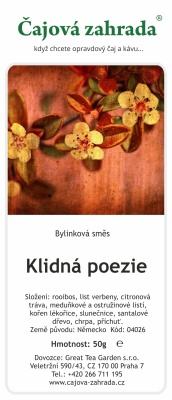 Čajová zahrada®
když chcete opravdový čaj a kávu...
Bylinková směs
Klidná poezie
Složení: rooibos, list verbeny, citronová
tráva, meduňkové a ostružinové listí,
kořen lékořice, slunečnice, santalové
dřevo, chrpa, příchuť.
Země původu: Německo Kód: 04026
Hmotnost: 50g ℮
Dovozce: Great Tea Garden s.r.o.
Veletržní 590/43, CZ 170 00 Praha 7
Tel.: +420 266 711 195
www.cajova-zahrada.cz